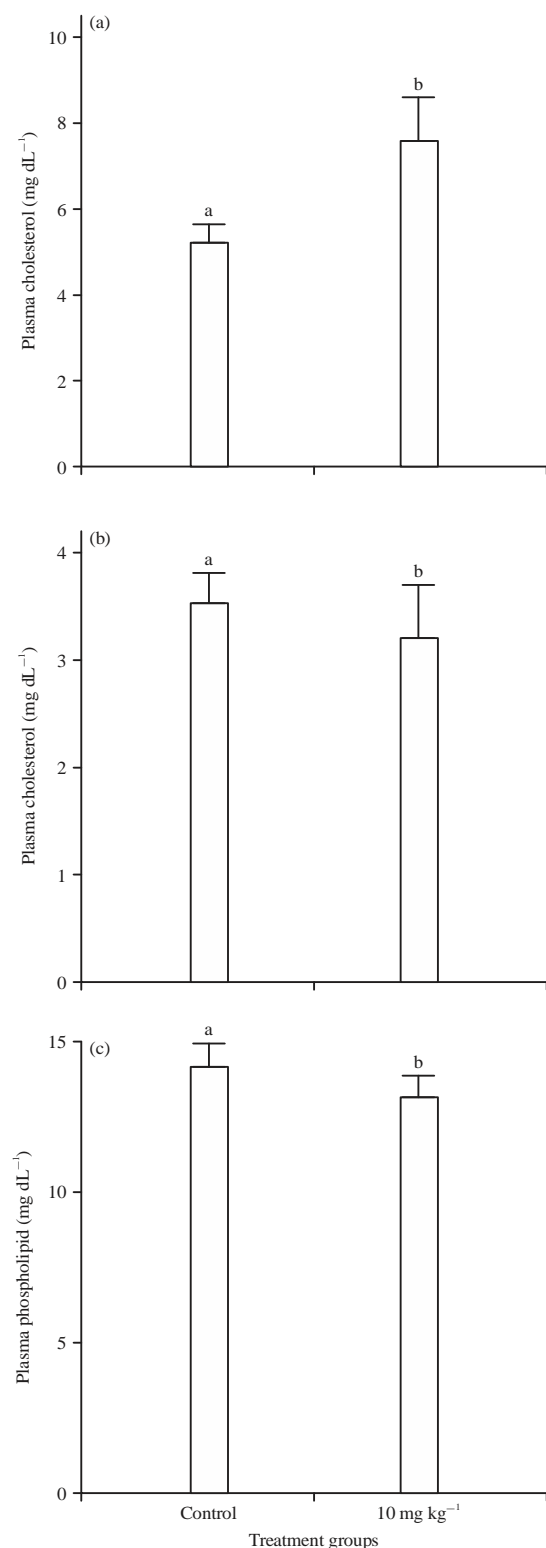 (a)
10
8
6
4
2
0
Plasma cholesterol (mg dL⁻¹)
a
b
(b)
4
3
2
1
0
Plasma cholesterol (mg dL⁻¹)
a
b
(c)
15
10
5
0
Plasma phospholipid (mg dL⁻¹)
a
b
Control
10 mg kg⁻¹
Treatment groups